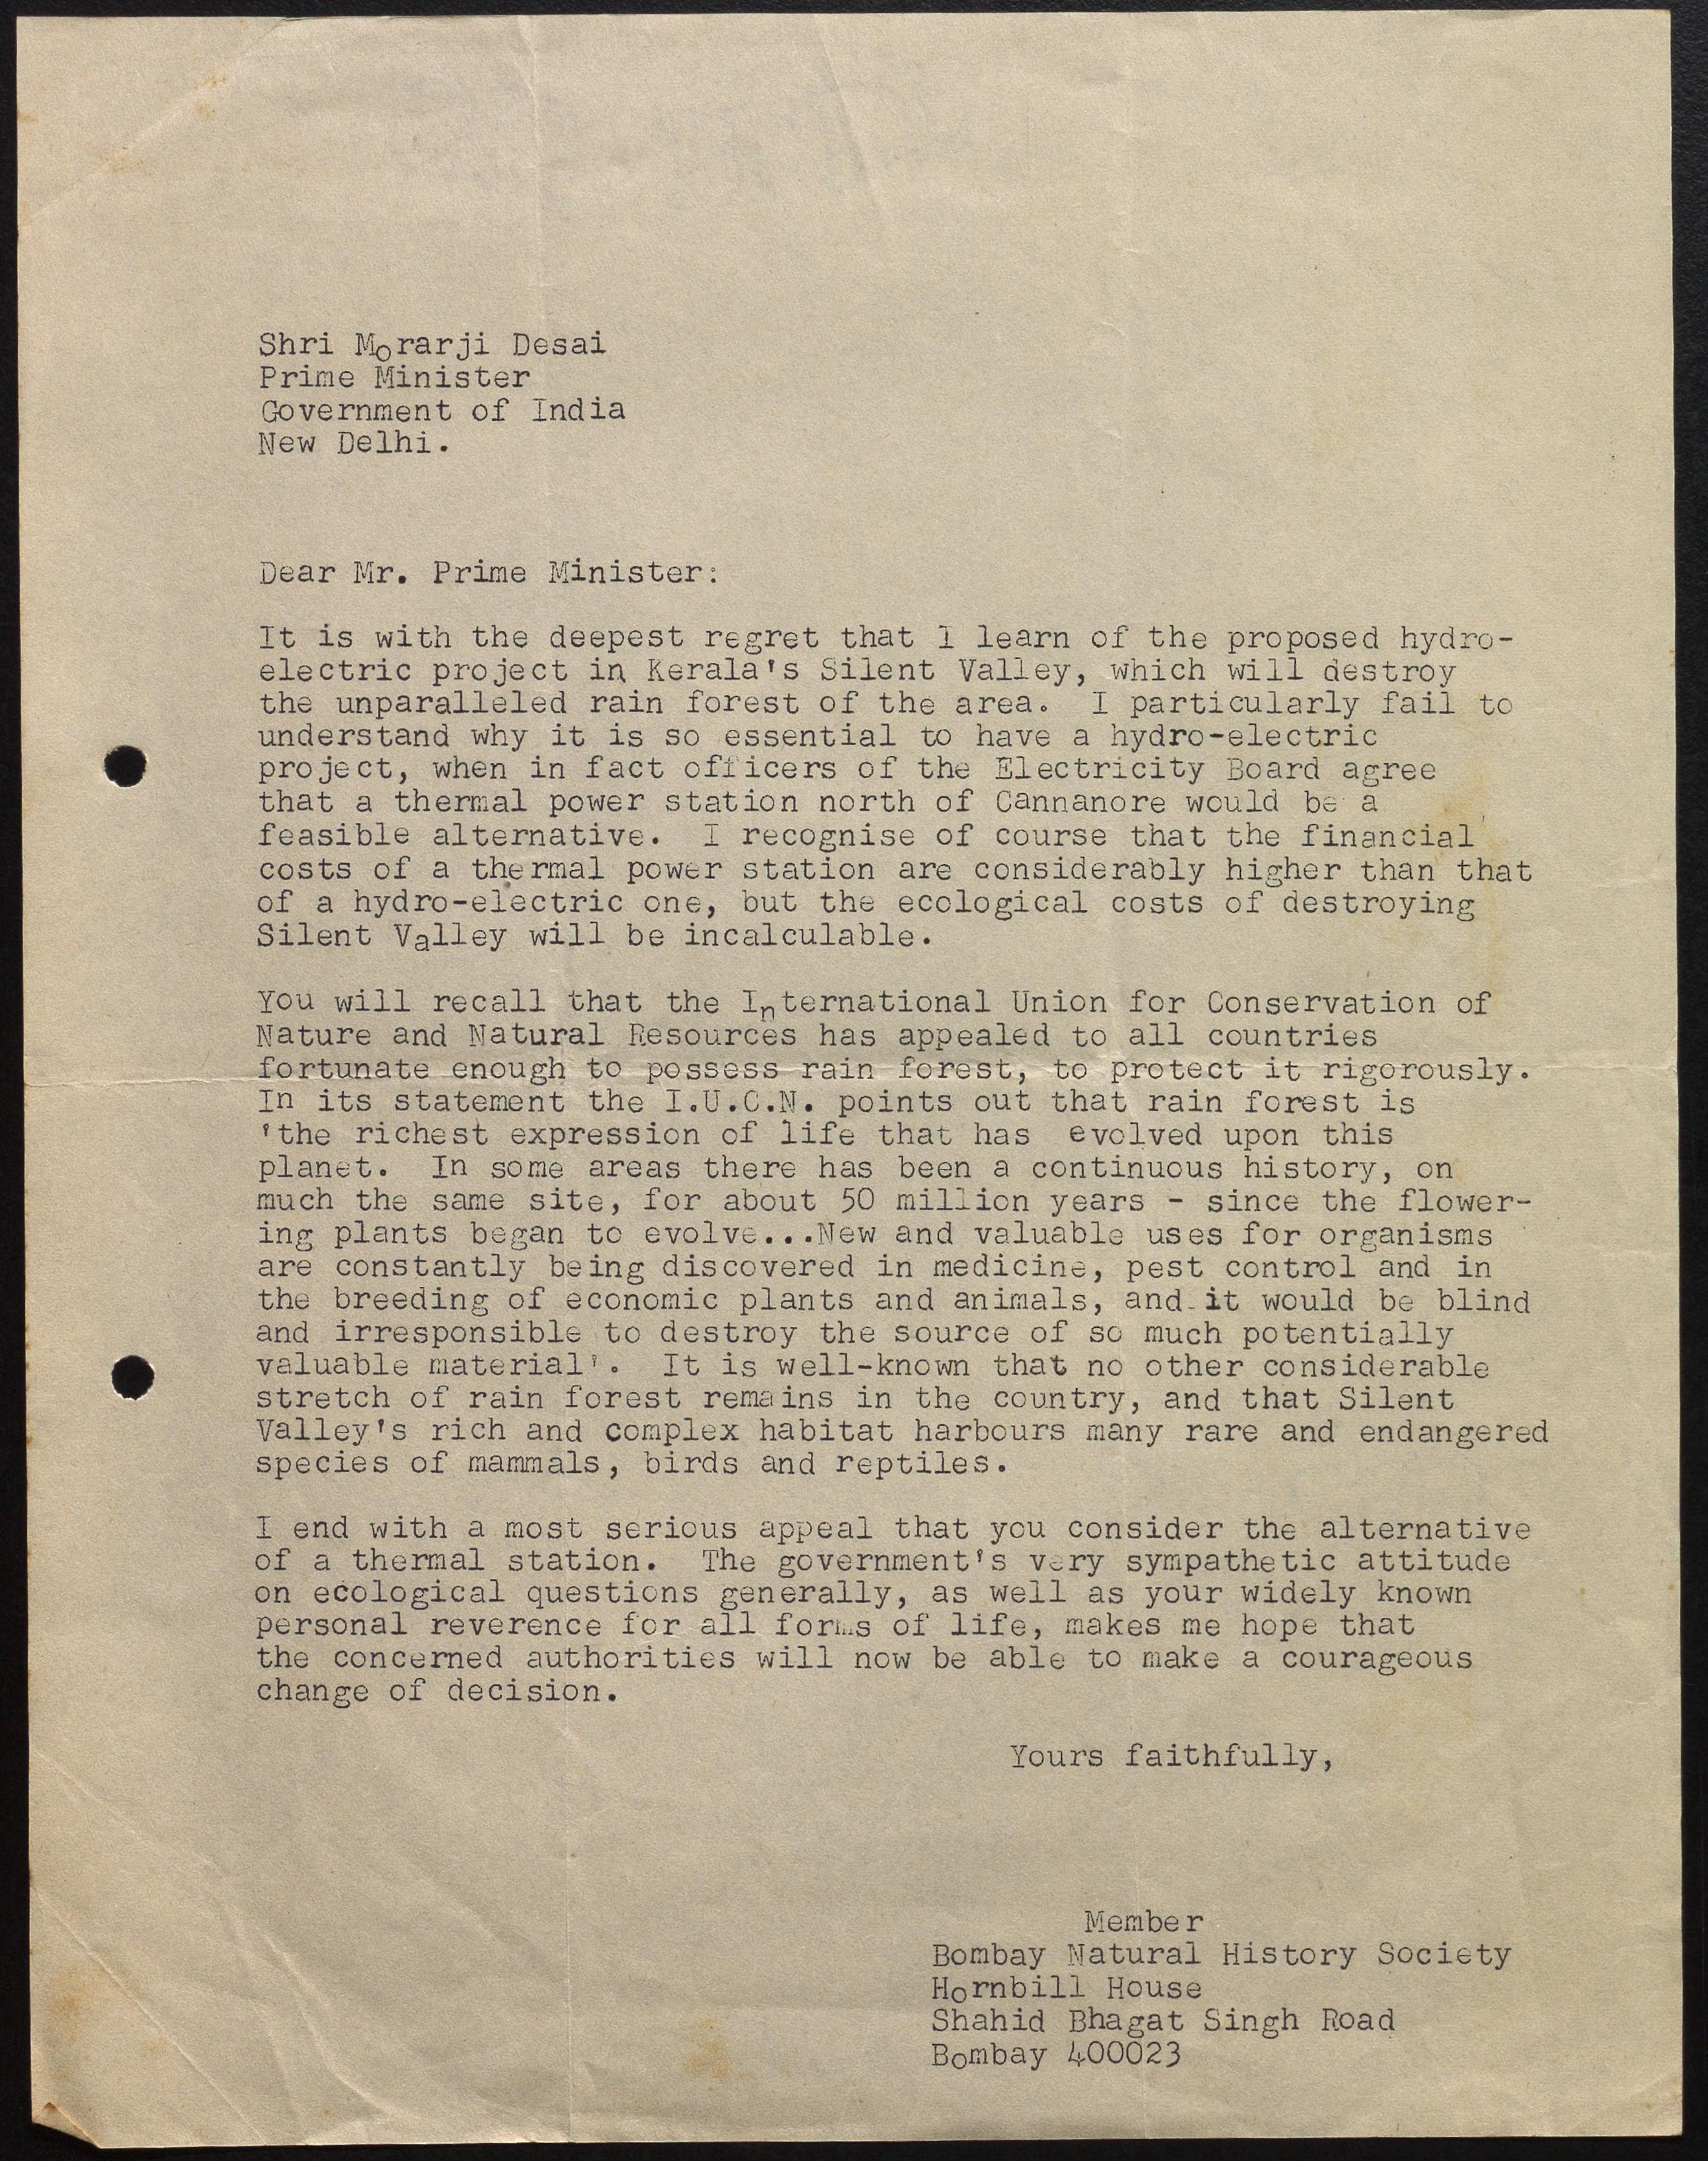 Shri Morarji Desai
Prime Minister
Government of India
New Delhi.
Dear Mr. Prime Minister:
It is with the deepest regret that I learn of the proposed hydro-
electric project in Kerala's Silent Valley, which will destroy
the unparalleled rain forest of the area.  I particularly fail to
understand why it is so essential to have a hydro-electric
project, when in fact officers of the Electricity Board agree
that a thermal power station north of Cannanore would be a
feasible alternative.  I recognise of course that the financial
costs of a thermal power station are considerably higher than that
of a hydro-electric one, but the ecological costs of destroying
Silent Valley will be incalculable.
You will recall that the International Union for Conservation of
Nature and Natural Resources has appealed to all countries
fortunate enough to possess rain forest, to protect it rigorously.
In its statement the I.U.C.N. points out that rain forest is
'the richest expression of life that has  evolved upon this
planet.  In some areas there has been a continuous history, on
much the same site, for about 50 million years - since the flower-
ing plants began to evolve...New and valuable uses for organisms
are constantly being discovered in medicine, pest control and in
the breeding of economic plants and animals, and it would be blind
and irresponsible to destroy the source of so much potentially
valuable material'.  It is well-known that no other considerable
stretch of rain forest remains in the country, and that Silent
Valley's rich and complex habitat harbours many rare and endangered
species of mammals, birds and reptiles.
I end with a most serious appeal that you consider the alternative
of a thermal station.  The government's very sympathetic attitude
on ecological questions generally, as well as your widely known
personal reverence for all forms of life, makes me hope that
the concerned authorities will now be able to make a courageous
change of decision.
Yours faithfully,
Member
Bombay Natural History Society
Hornbill House
Shahid Bhagat Singh Road
Bombay 400023